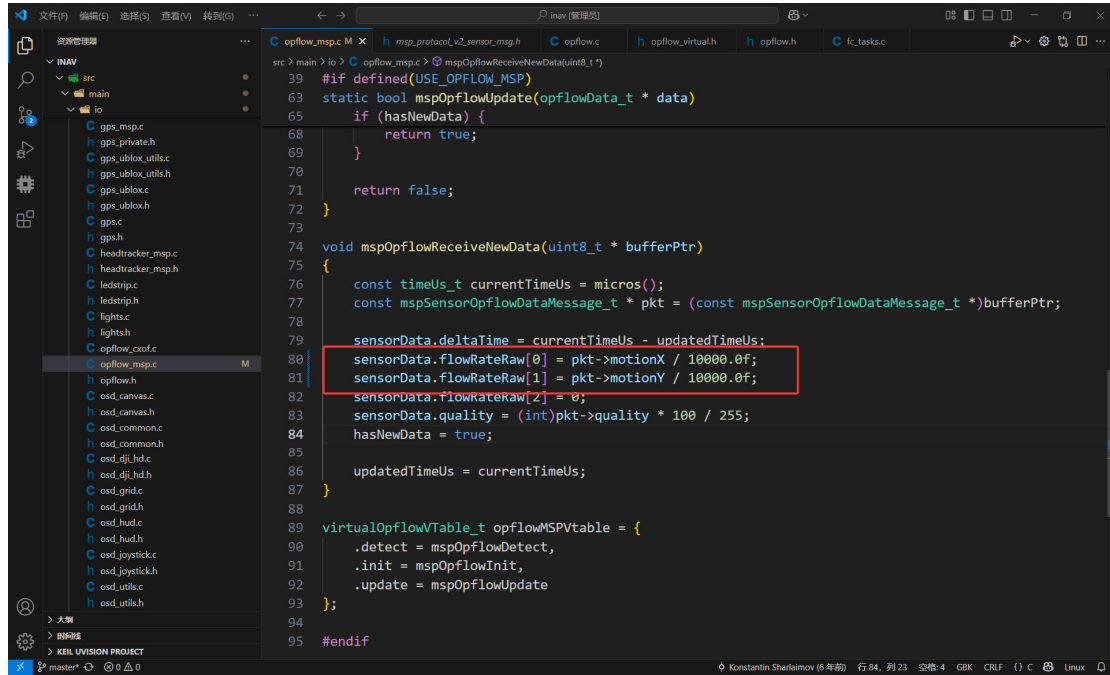 文件(F) 编辑(E) 选择(S) 查看(V) 转到(G) ···
inav [管理员]
资源管理器 ···
opflow_msp.c M
msp_protocol_v2_sensor_msg.h
opflow.c
opflow_virtual.h
opflow.h
fc_tasks.c
src > main > io > C opflow_msp.c > mspOpflowReceiveNewData(uint8_t *)
INAV
src
main
io
gps_msp.c
gps_private.h
gps_ublox_utils.c
gps_ublox_utils.h
gps_ublox.c
gps_ublox.h
gps.c
gps.h
headtracker_msp.c
headtracker_msp.h
ledstrip.c
ledstrip.h
lights.c
lights.h
opflow_cxof.c
opflow_msp.c M
opflow.h
osd_canvas.c
osd_canvas.h
osd_common.c
osd_common.h
osd_dji_hd.c
osd_dji_hd.h
osd_grid.c
osd_grid.h
osd_hud.c
osd_hud.h
osd_joystick.c
osd_joystick.h
osd_utils.c
osd_utils.h
大纲
时间线
KEIL UVISION PROJECT
39 #if defined(USE_OPFLOW_MSP)
63 static bool mspOpflowUpdate(opflowData_t * data)
65 if (hasNewData) {
68 return true;
69 }
70
71 return false;
72 }
73
74 void mspOpflowReceiveNewData(uint8_t * bufferPtr)
75 {
76 const timeUs_t currentTimeUs = micros();
77 const mspSensorOpflowDataMessage_t * pkt = (const mspSensorOpflowDataMessage_t *)bufferPtr;
78
79 sensorData.deltaTime = currentTimeUs - updatedTimeUs;
80 sensorData.flowRateRaw[0] = pkt->motionX / 10000.0f;
81 sensorData.flowRateRaw[1] = pkt->motionY / 10000.0f;
82 sensorData.flowRateRaw[2] = 0;
83 sensorData.quality = (int)pkt->quality * 100 / 255;
84 hasNewData = true;
85
86 updatedTimeUs = currentTimeUs;
87 }
88
89 virtualOpflowVTable_t opflowMSPVtable = {
90 .detect = mspOpflowDetect,
91 .init = mspOpflowInit,
92 .update = mspOpflowUpdate
93 };
94
95 #endif
2
master* 0 0
Konstantin Sharlaimov (6 年前) 行 84，列 23 空格: 4 GBK CRLF {} C Linux